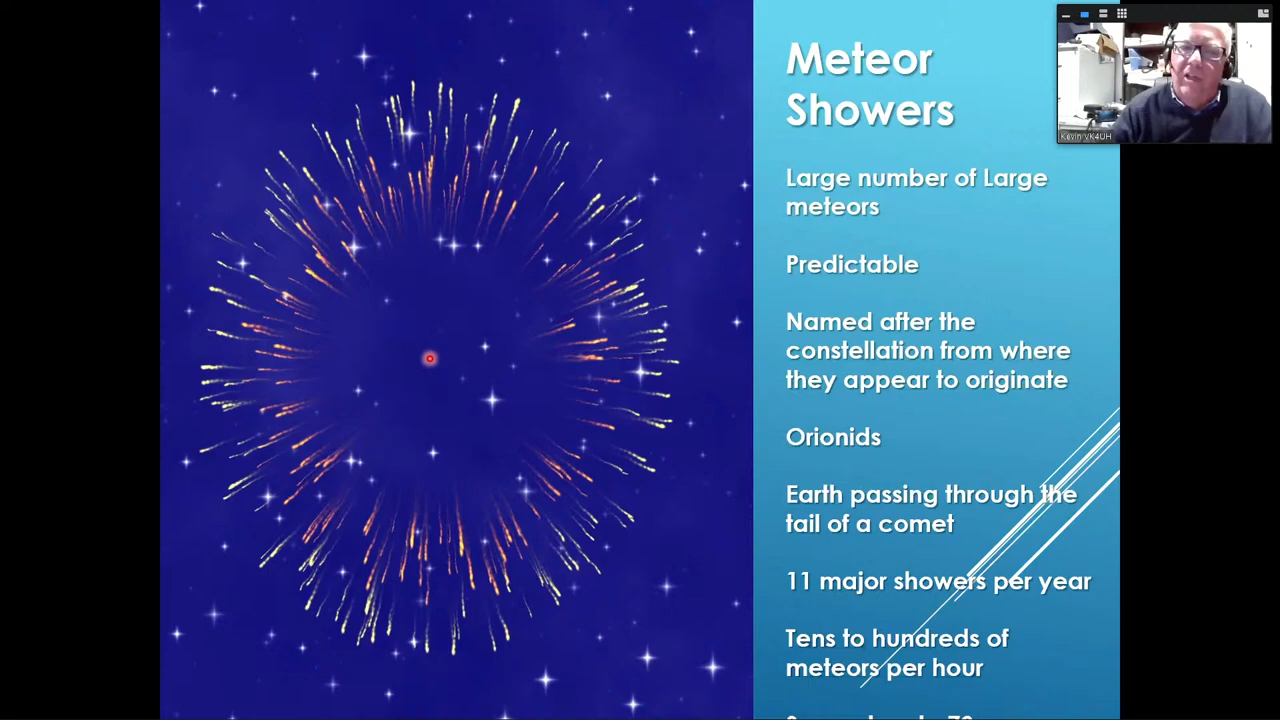 Meteor
Showers
Large number of Large
meteors
Predictable
Named after the
constellation from where
they appear to originate
Orionids
Earth passing through the
tail of a comet
11 major showers per year
Tens to hundreds of
meteors per hour
Kevin VK4UH